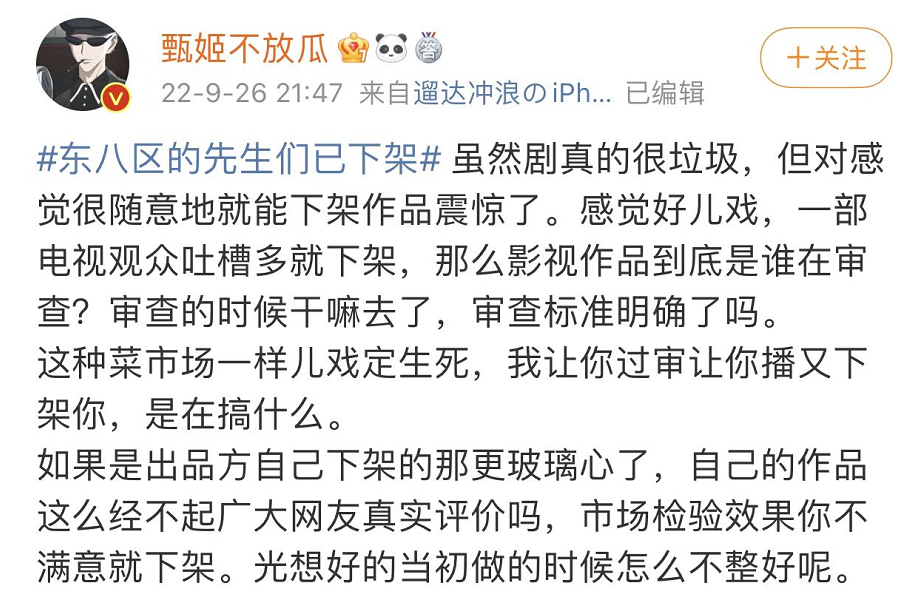 甄姬不放瓜
答
V
+关注
22-9-26 21:47 来自遛达冲浪のiPh... 已编辑
#东八区的先生们已下架# 虽然剧真的很垃圾，但对感
觉很随意地就能下架作品震惊了。感觉好儿戏，一部
电视观众吐槽多就下架，那么影视作品到底是谁在审
查？审查的时候干嘛去了，审查标准明确了吗。
这种菜市场一样儿戏定生死，我让你过审让你播又下
架你，是在搞什么。
如果是出品方自己下架的那更玻璃心了，自己的作品
这么经不起广大网友真实评价吗，市场检验效果你不
满意就下架。光想好的当初做的时候怎么不整好呢。